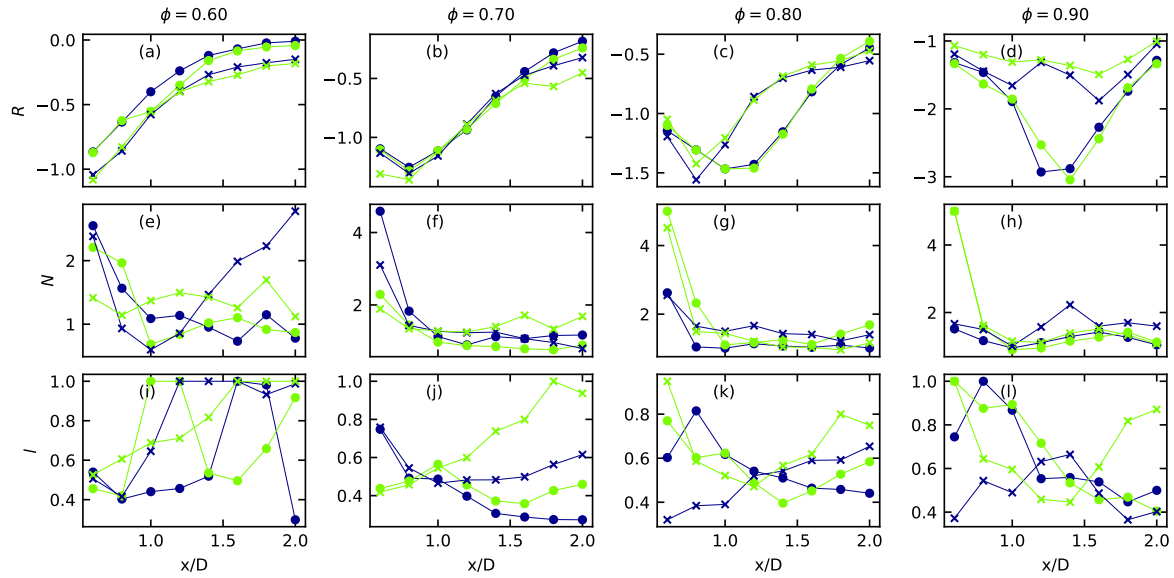 ϕ = 0.60 ϕ = 0.70 ϕ = 0.80 ϕ = 0.90
R 0.0 −0.5 −1.0 (a) −0.5 −1.0 (b) −0.5 −1.0 −1.5 (c) −1 −2 −3 (d)
N 2 1 (e) 4 2 (f) 4 2 (g) 4 2 (h)
I 1.0 0.8 0.6 0.4 (i) 1.0 0.8 0.6 0.4 (j) 0.8 0.6 0.4 (k) 1.0 0.8 0.6 0.4 (l)
1.0 1.5 2.0 1.0 1.5 2.0 1.0 1.5 2.0 1.0 1.5 2.0
x/D x/D x/D x/D